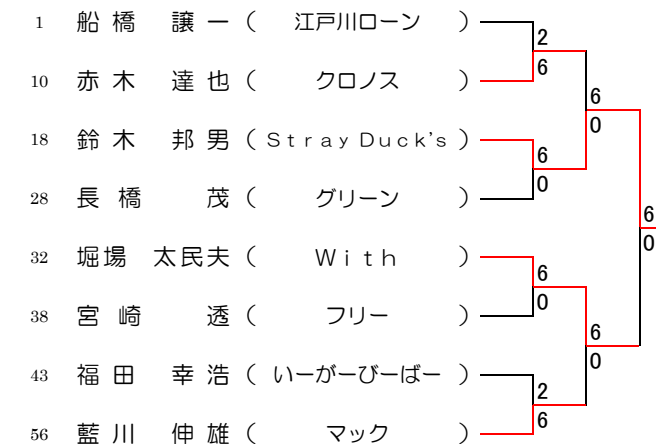 1 船橋 譲一 ( 江戸川ローン )
2
6
10 赤木 達也 ( クロノス )
6
0
18 鈴木 邦男 ( Stray Duck's )
6
0
28 長橋 茂 ( グリーン )
6
0
32 堀場 太民夫 ( With )
6
0
38 宮崎 透 ( フリー )
6
0
43 福田 幸浩 ( いーがーびーばー )
2
6
56 藍川 伸雄 ( マック )